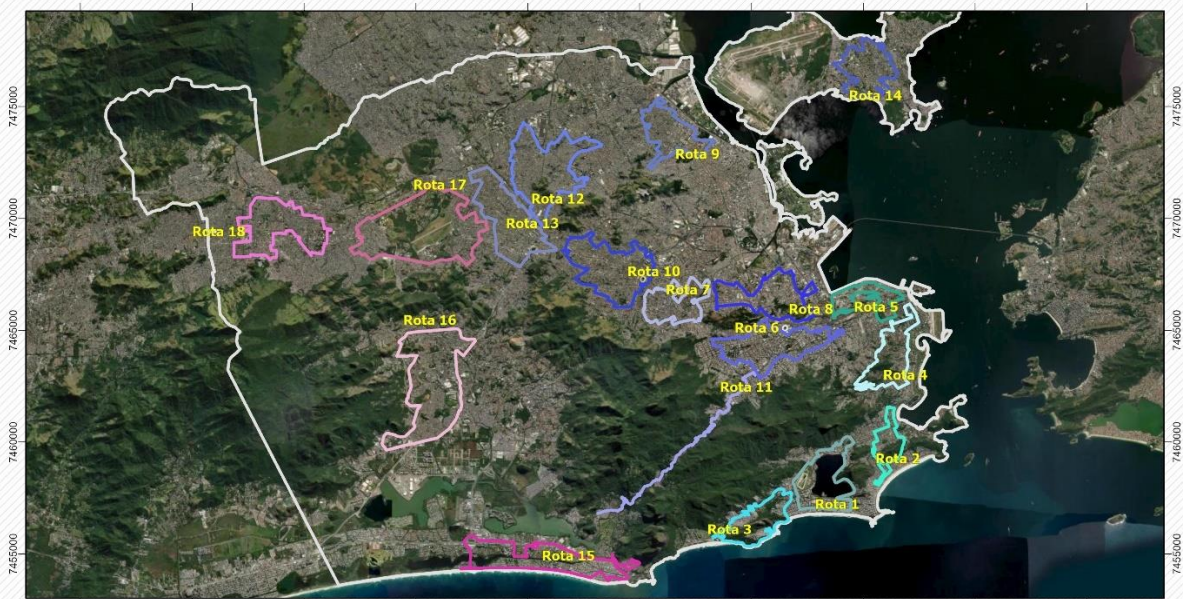 7475000
7475000
Rota 14
Rota 9
Rota 17
Rota 12
Rota 13
7470000
7470000
Rota 18
Rota 10
Rota 7
Rota 8
Rota 5
Rota 16
Rota 6
7465000
7465000
Rota 4
Rota 11
7460000
7460000
Rota 2
Rota 1
Rota 3
7455000
7455000
Rota 15